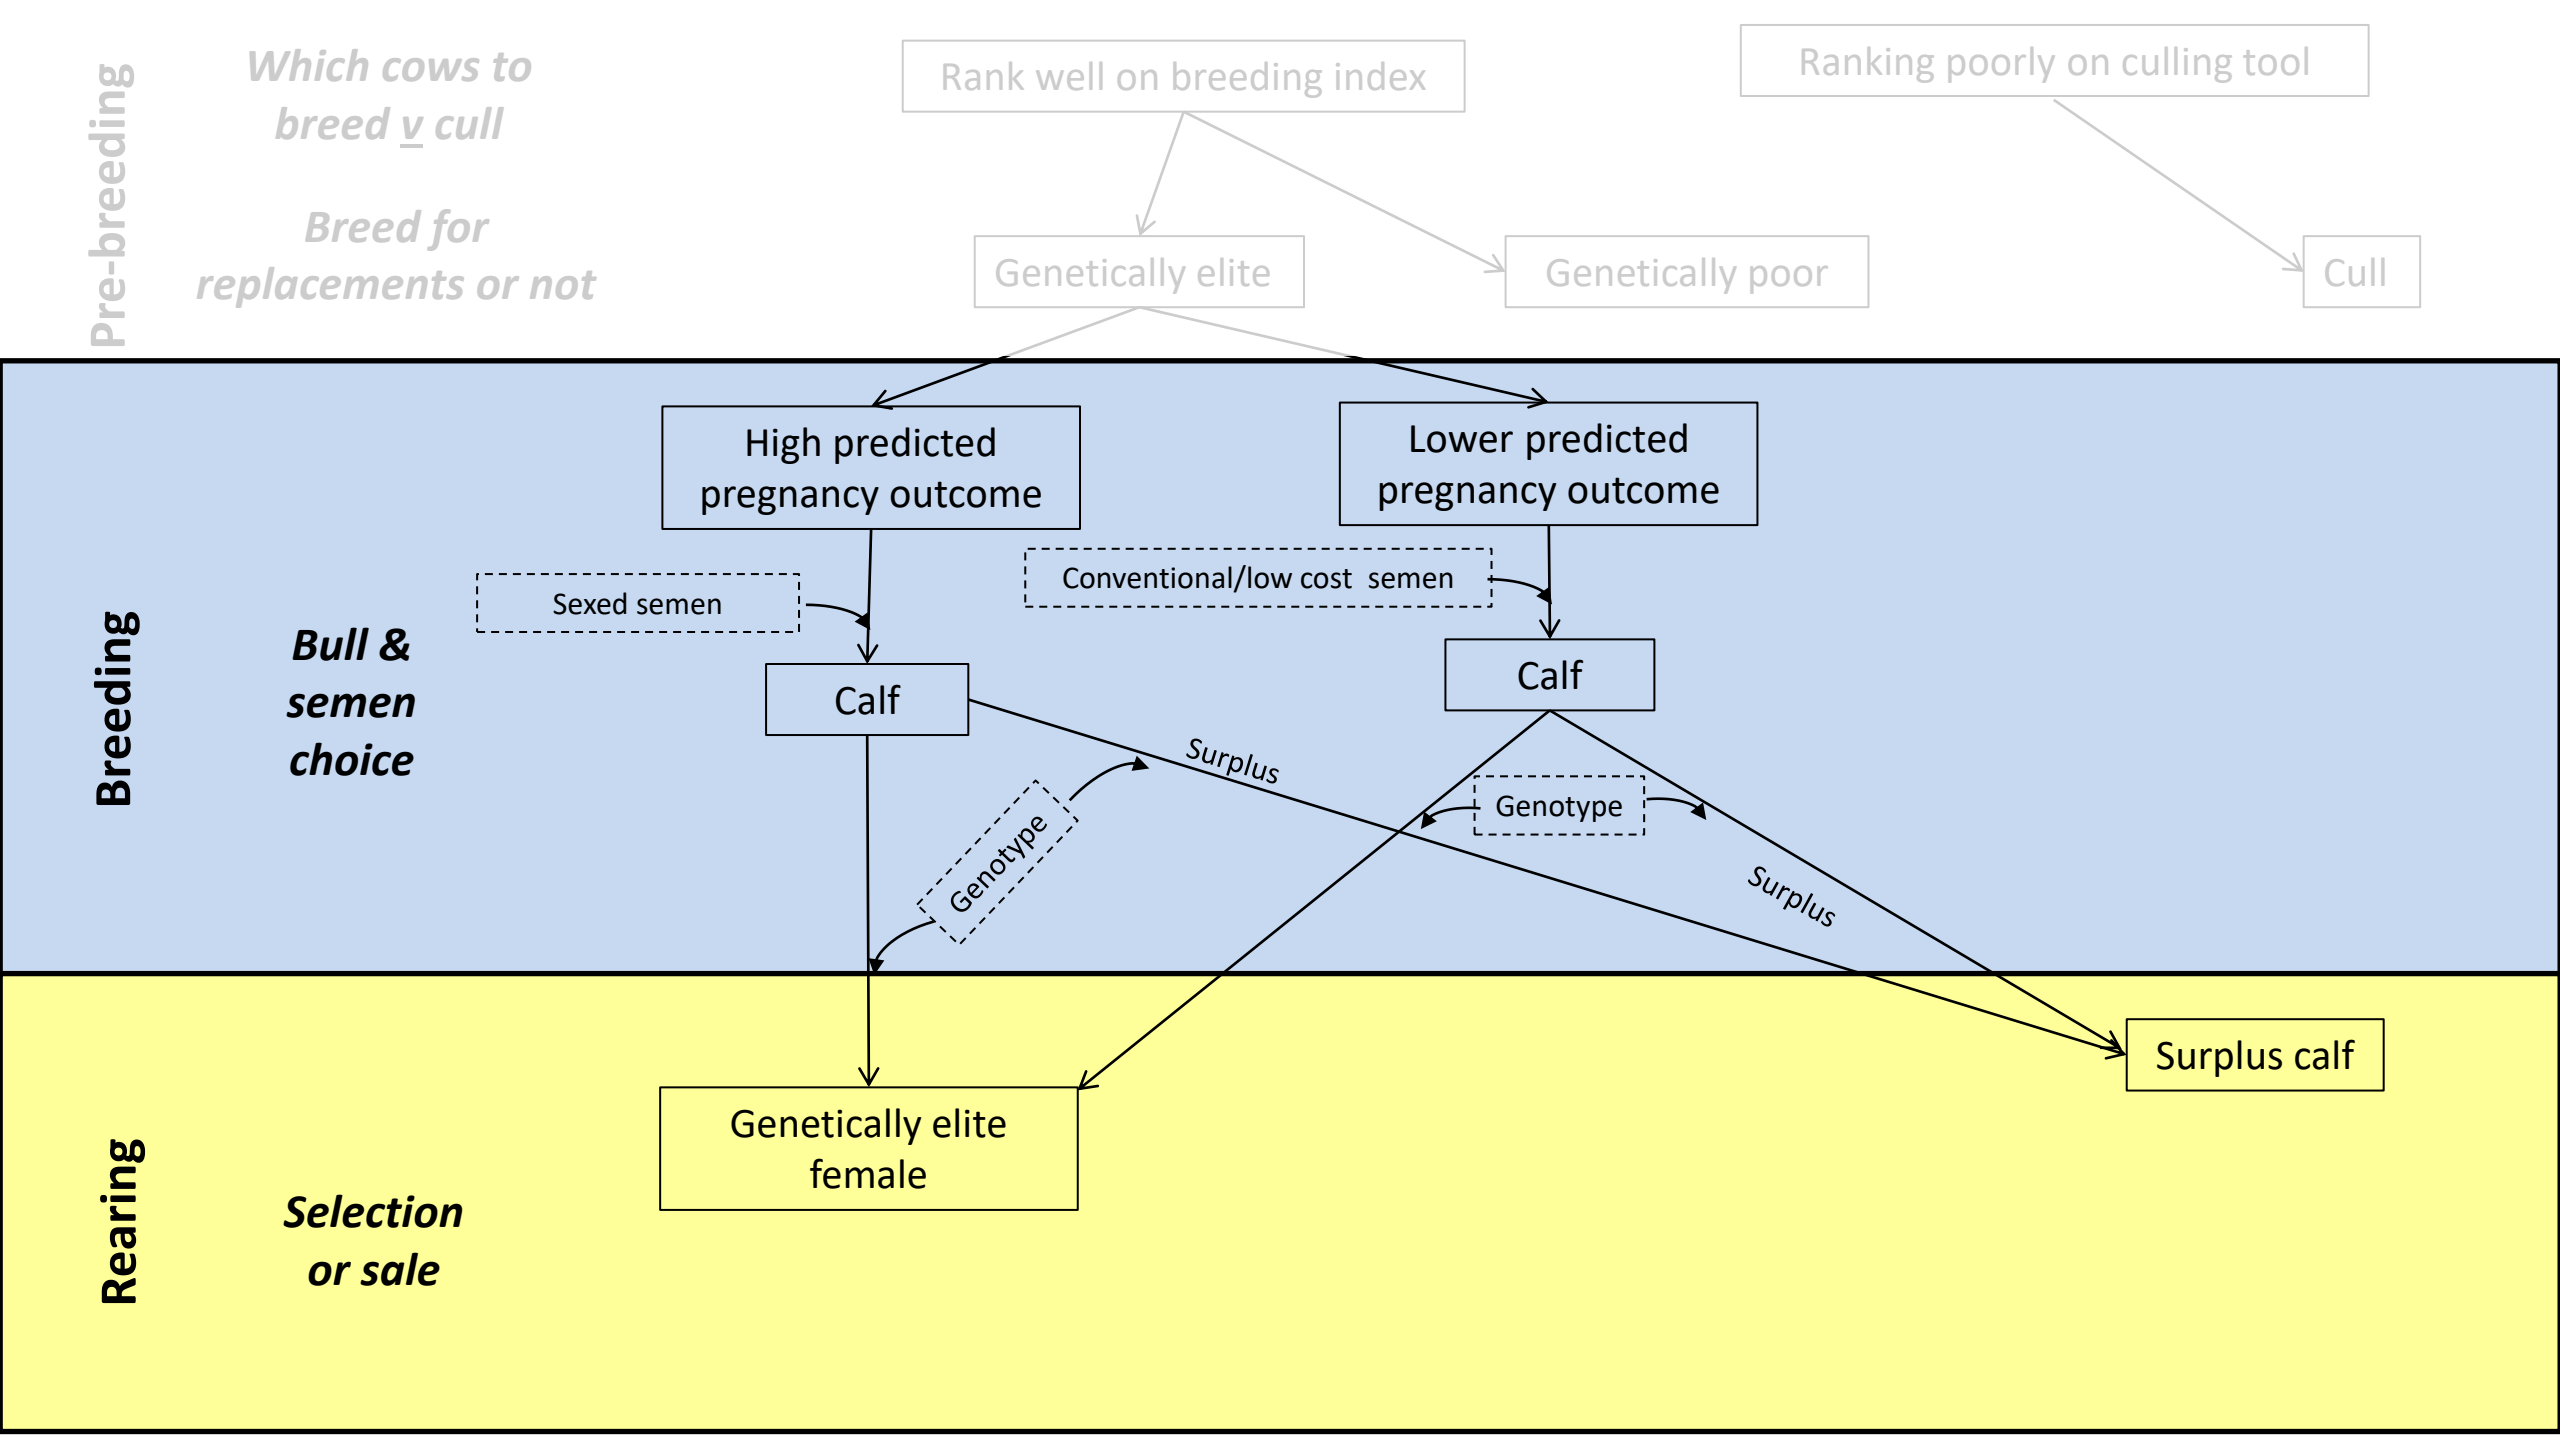 Pre-breeding
Which cows to
breed v cull
Breed for
replacements or not
Rank well on breeding index
Ranking poorly on culling tool
Genetically elite
Genetically poor
Cull
Breeding
Bull &
semen
choice
High predicted
pregnancy outcome
Lower predicted
pregnancy outcome
Sexed semen
Conventional/low cost  semen
Calf
Calf
Surplus
Genotype
Genotype
Surplus
Rearing
Selection
or sale
Genetically elite
female
Surplus calf